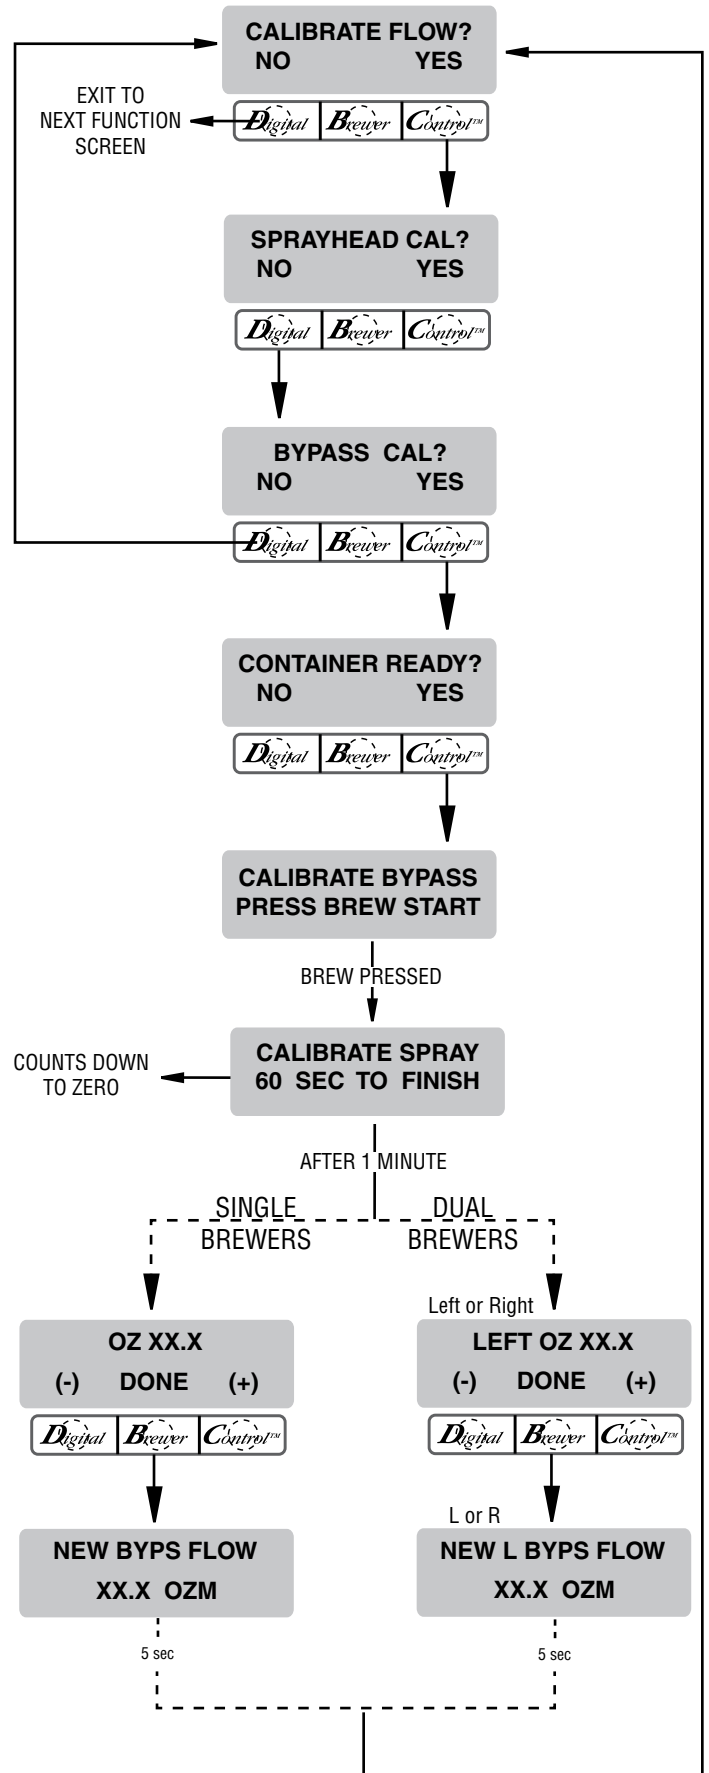 CALIBRATE FLOW?
NO YES
EXIT TO
NEXT FUNCTION
SCREEN
Digital Brewer Control™
SPRAYHEAD CAL?
NO YES
Digital Brewer Control™
BYPASS CAL?
NO YES
Digital Brewer Control™
CONTAINER READY?
NO YES
Digital Brewer Control™
CALIBRATE BYPASS
PRESS BREW START
BREW PRESSED
CALIBRATE SPRAY
60 SEC TO FINISH
COUNTS DOWN
TO ZERO
AFTER 1 MINUTE
SINGLE
BREWERS
DUAL
BREWERS
OZ XX.X
(-) DONE (+)
Digital Brewer Control™
Left or Right
LEFT OZ XX.X
(-) DONE (+)
Digital Brewer Control™
NEW BYPS FLOW
XX.X OZM
5 sec
L or R
NEW L BYPS FLOW
XX.X OZM
5 sec